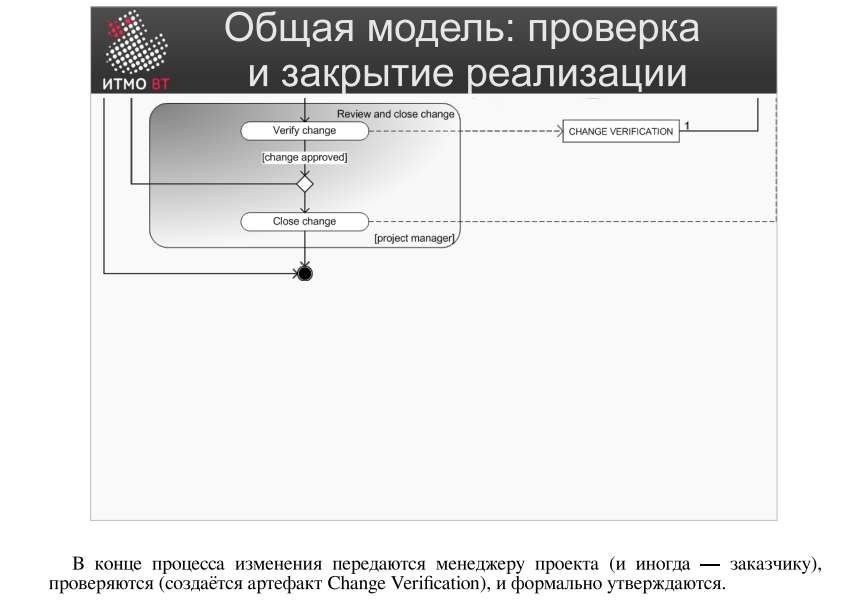 Общая модель: проверка
и закрытие реализации
ИТМО ВТ
Review and close change
Verify change
CHANGE VERIFICATION
1
[change approved]
Close change
[project manager]
В конце процесса изменения передаются менеджеру проекта (и иногда — заказчику),
проверяются (создаётся артефакт Change Verification), и формально утверждаются.